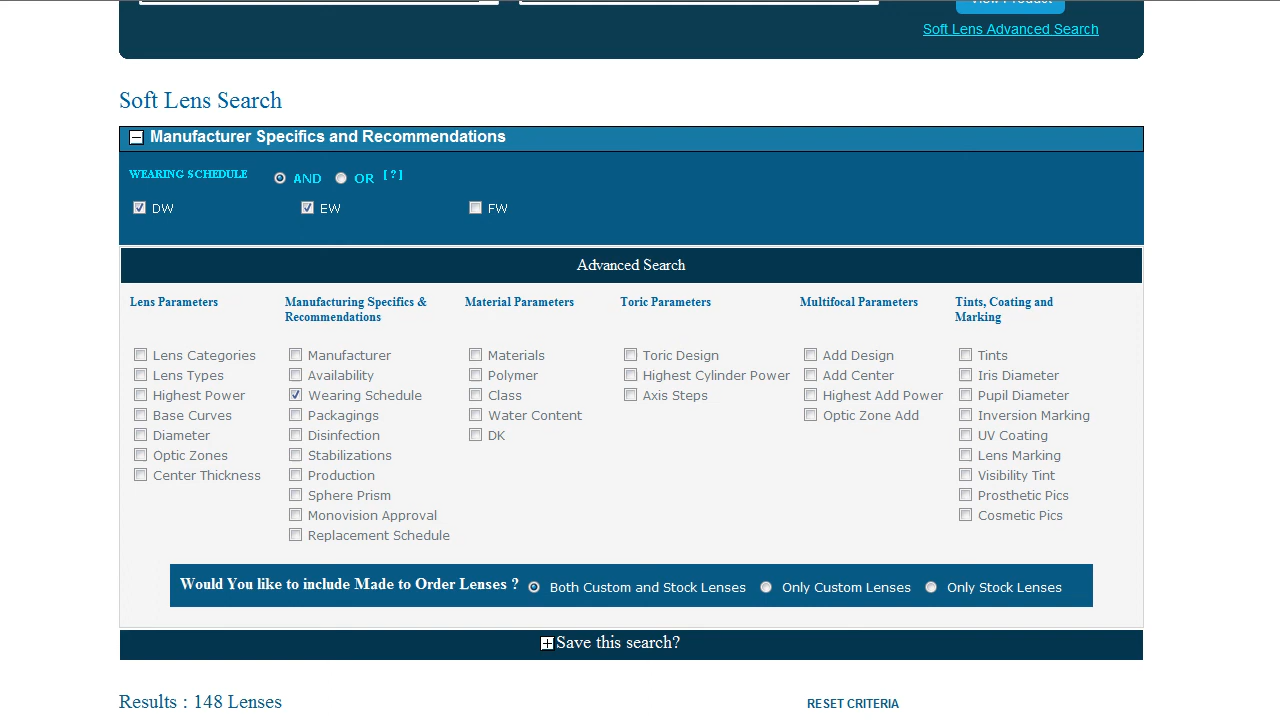 View Product
Soft Lens Advanced Search
Soft Lens Search
Manufacturer Specifics and Recommendations
WEARING SCHEDULE AND OR [ ? ]
DW EW FW
Advanced Search
Lens Parameters
Lens Categories
Lens Types
Highest Power
Base Curves
Diameter
Optic Zones
Center Thickness
Manufacturing Specifics &
Recommendations
Manufacturer
Availability
Wearing Schedule
Packagings
Disinfection
Stabilizations
Production
Sphere Prism
Monovision Approval
Replacement Schedule
Material Parameters
Materials
Polymer
Class
Water Content
DK
Toric Parameters
Toric Design
Highest Cylinder Power
Axis Steps
Multifocal Parameters
Add Design
Add Center
Highest Add Power
Optic Zone Add
Tints, Coating and
Marking
Tints
Iris Diameter
Pupil Diameter
Inversion Marking
UV Coating
Lens Marking
Visibility Tint
Prosthetic Pics
Cosmetic Pics
Would You like to include Made to Order Lenses ? Both Custom and Stock Lenses Only Custom Lenses Only Stock Lenses
Save this search?
Results : 148 Lenses
RESET CRITERIA